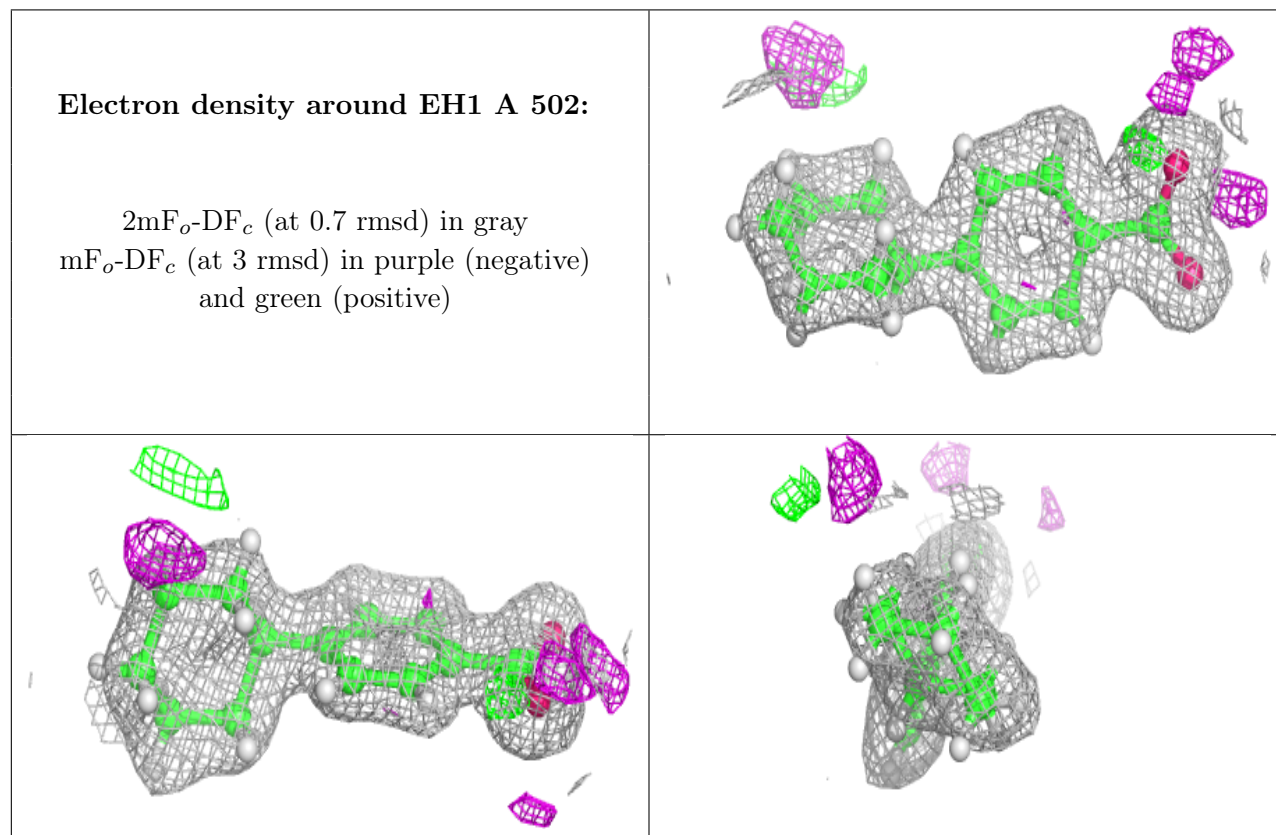 Electron density around EH1 A 502:
2mFo-DFc (at 0.7 rmsd) in gray
mFo-DFc (at 3 rmsd) in purple (negative)
and green (positive)